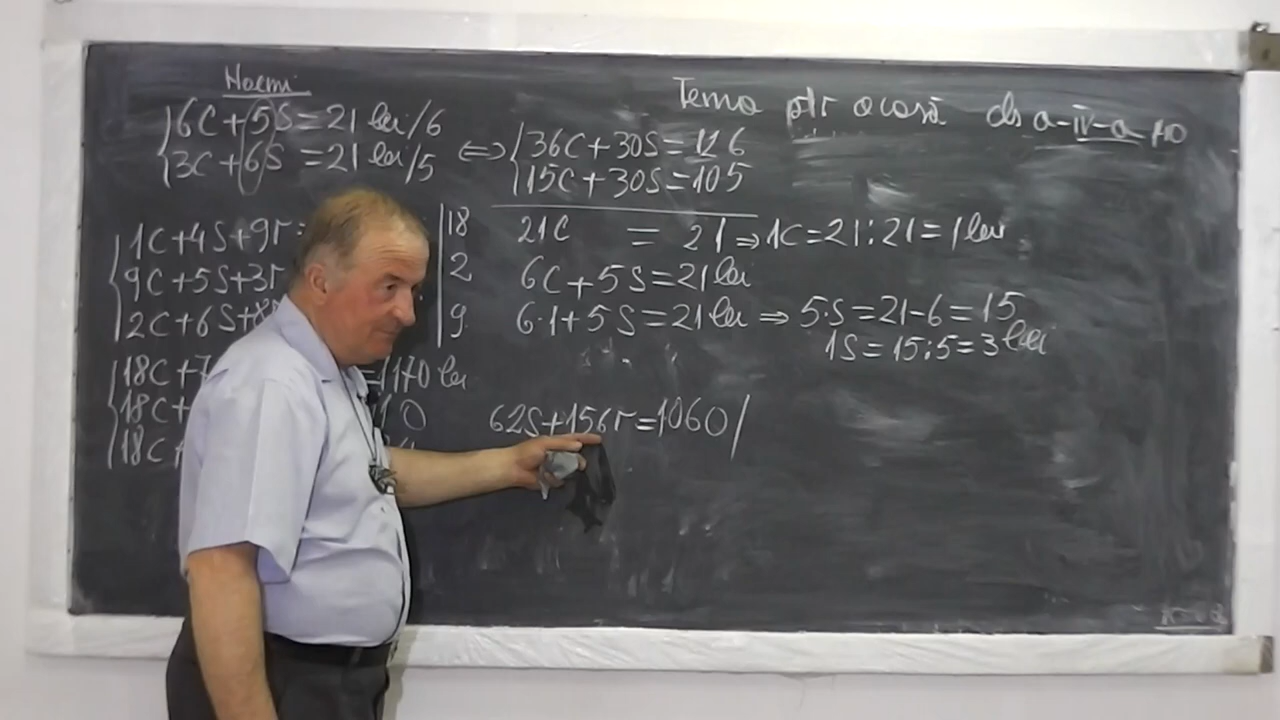 Noemi
6C+5S=21 lei/6
3C+6S=21 lei/5
⇔
36C+30S=126
15C+30S=105
21C = 21⇒1C=21:21=1 lei
6C+5S=21 lei
6·1+5S=21 lei ⇒ 5·S=21-6=15
1S=15:5=3 lei
1C+4S+9r=
18
9C+5S+3r
2
2C+6S+8
9
18C+7
=1170 lei
18C+
10
18C+
62S+156r=1060/
Tema ptr acasă cls a-IV-a